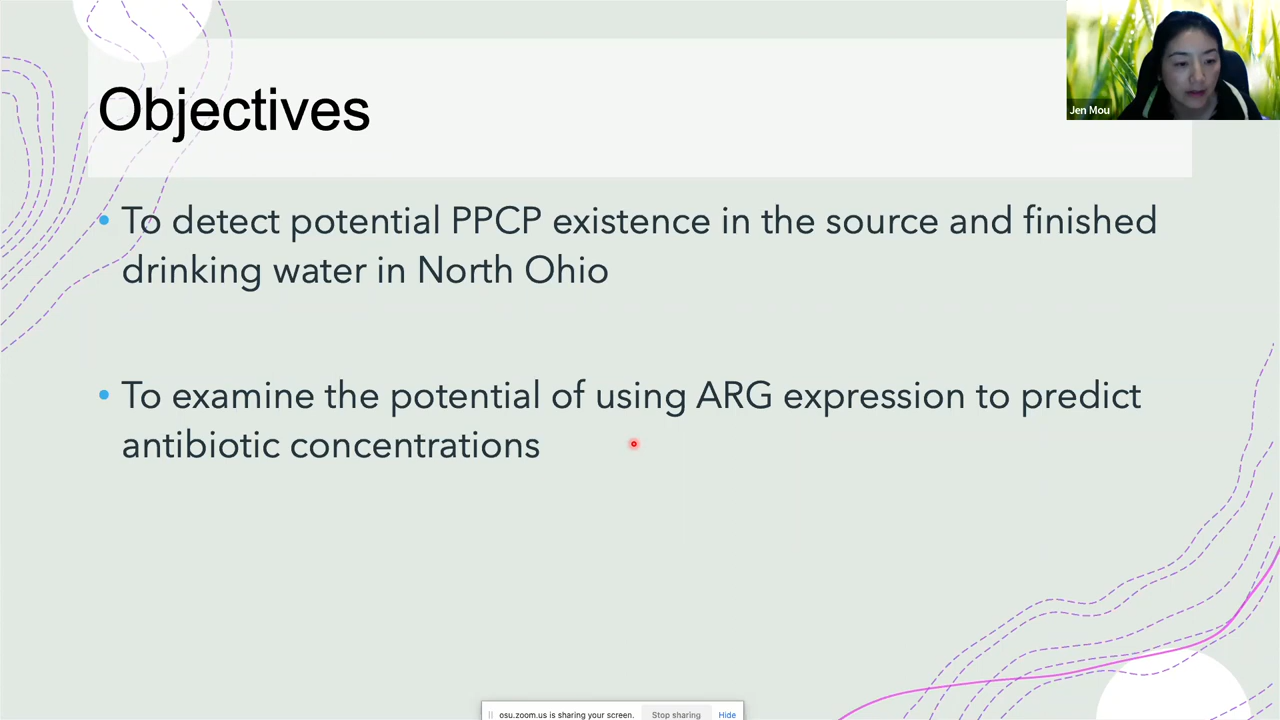 Objectives
Jen Mou
• To detect potential PPCP existence in the source and finished
drinking water in North Ohio
• To examine the potential of using ARG expression to predict
antibiotic concentrations
osu.zoom.us is sharing your screen. Stop sharing Hide